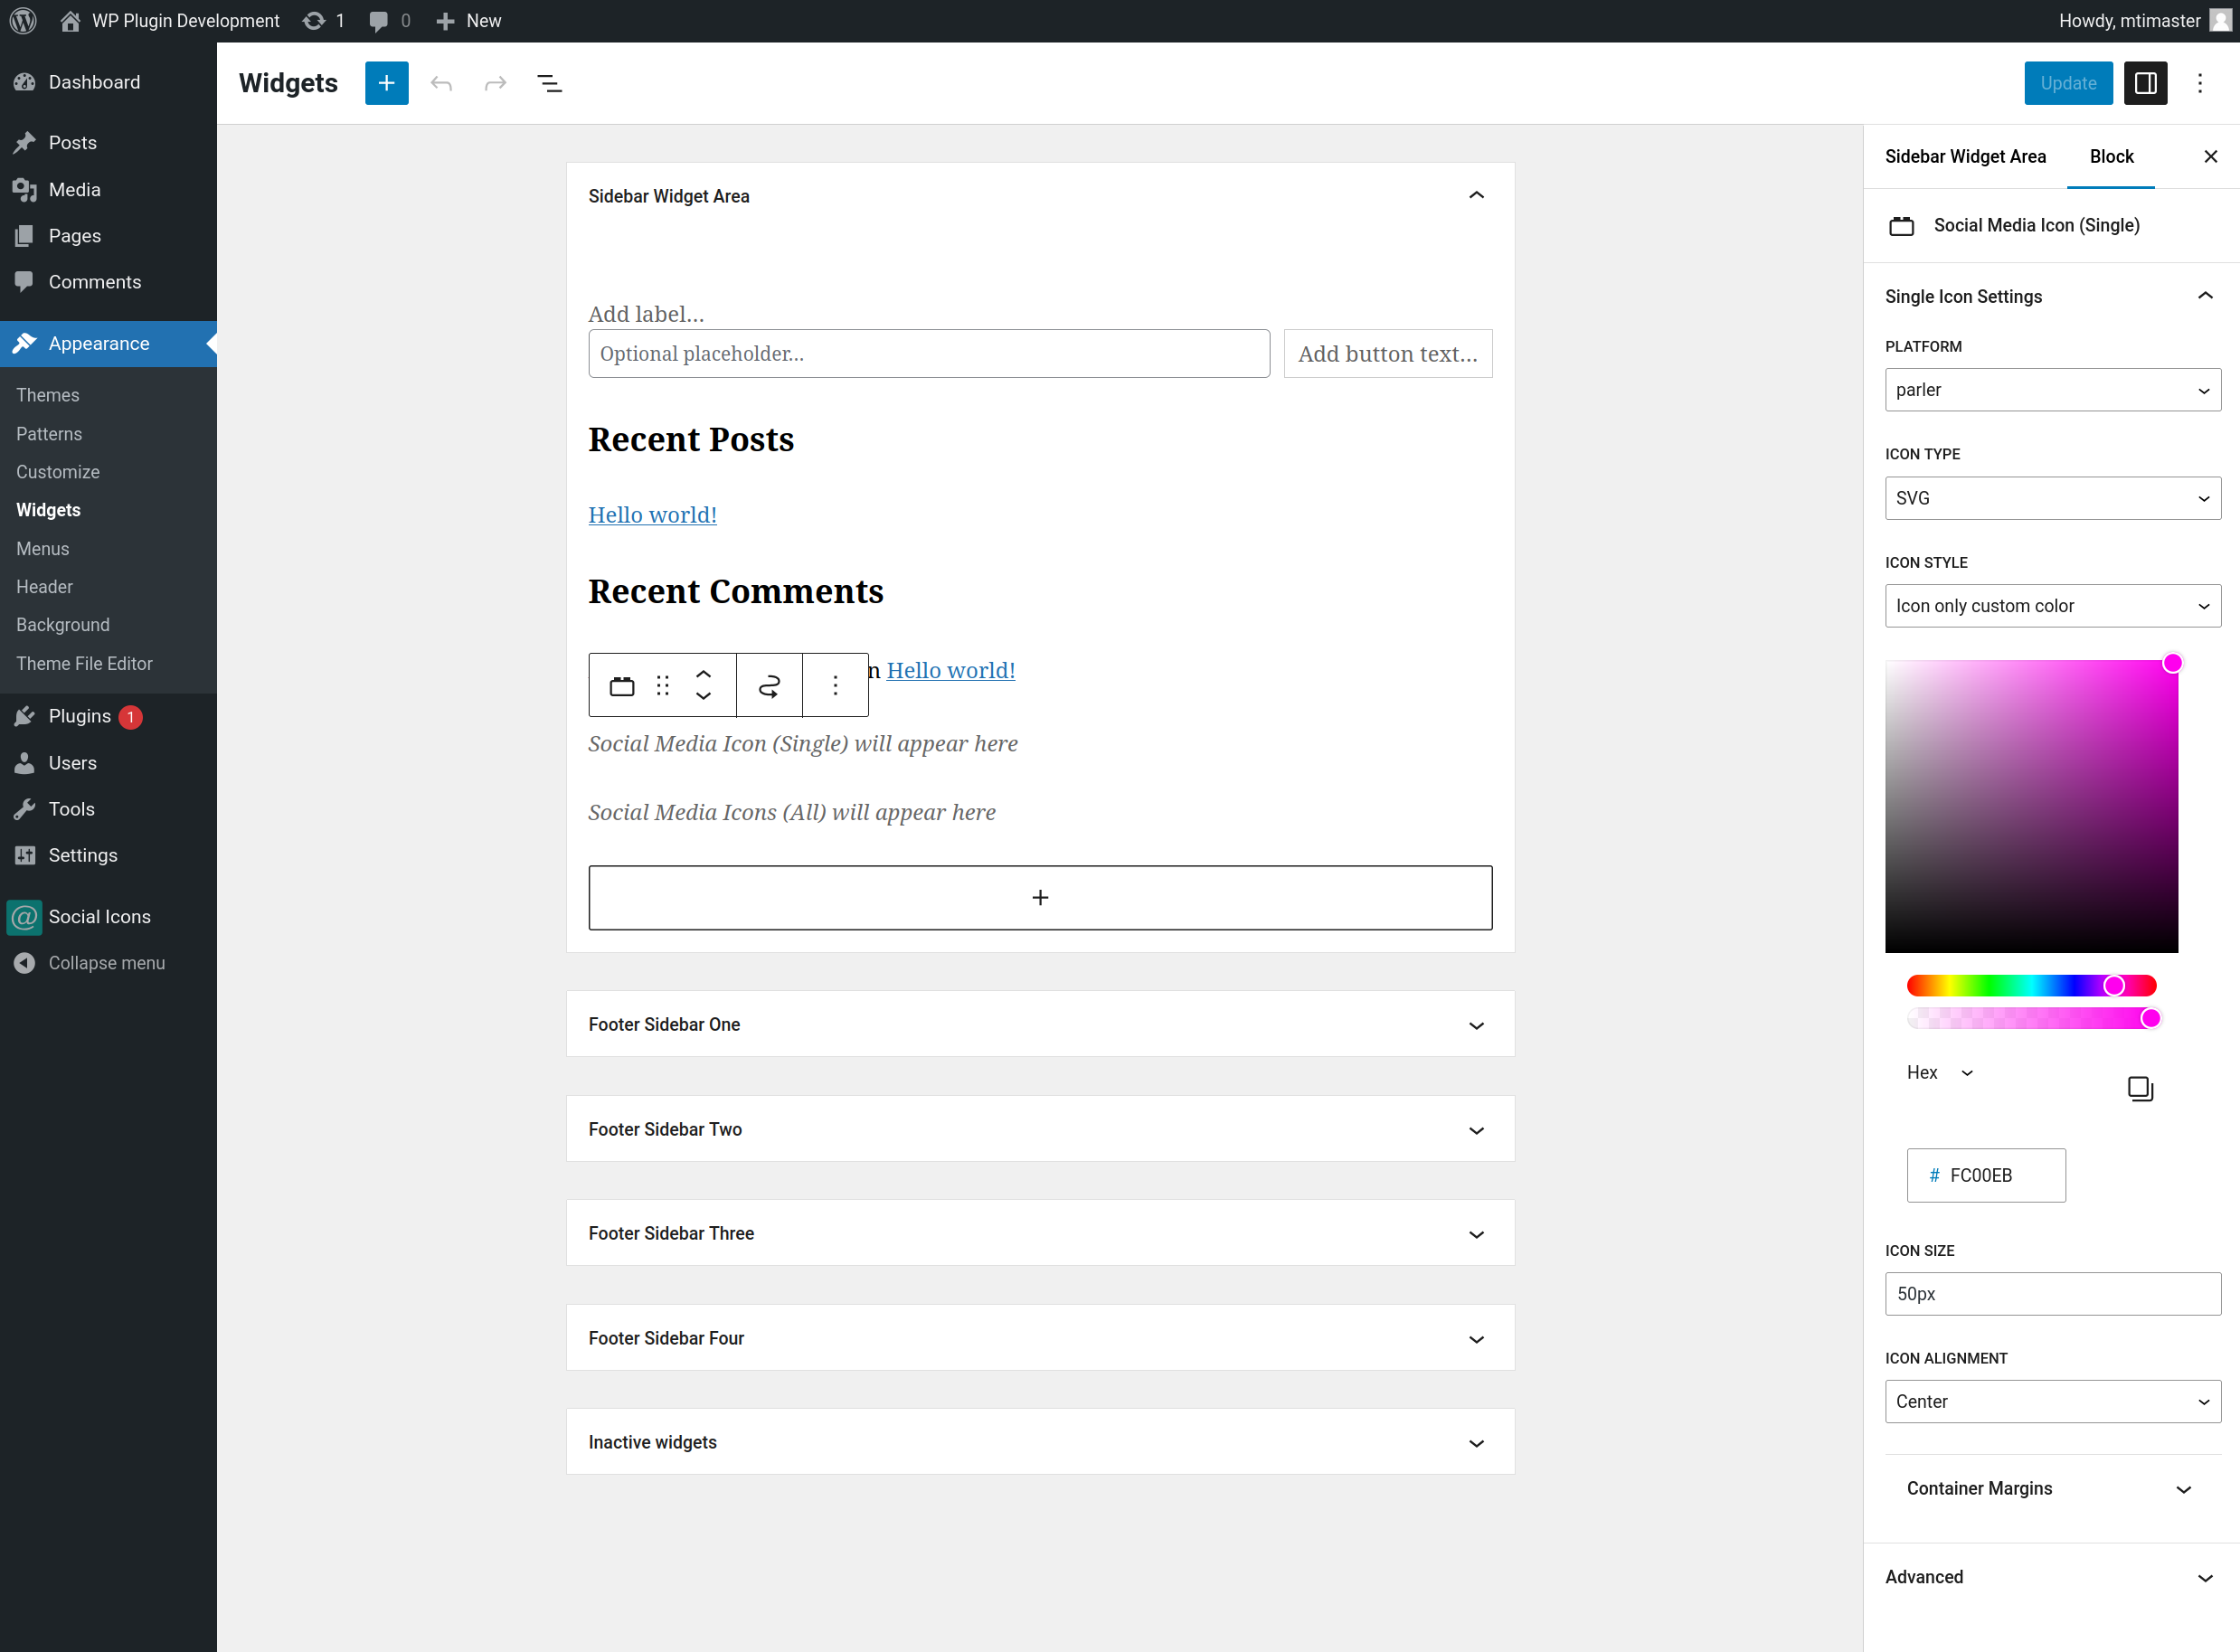 WP Plugin Development 1 0 New Howdy, mtimaster
Dashboard
Posts
Media
Pages
Comments
Appearance
Themes
Patterns
Customize
Widgets
Menus
Header
Background
Theme File Editor
Plugins 1
Users
Tools
Settings
@ Social Icons
Collapse menu
Widgets
Update
Sidebar Widget Area
Add label...
Optional placeholder...
Add button text...
Recent Posts
Hello world!
Recent Comments
n Hello world!
Social Media Icon (Single) will appear here
Social Media Icons (All) will appear here
Footer Sidebar One
Footer Sidebar Two
Footer Sidebar Three
Footer Sidebar Four
Inactive widgets
Sidebar Widget Area Block
Social Media Icon (Single)
Single Icon Settings
PLATFORM
parler
ICON TYPE
SVG
ICON STYLE
Icon only custom color
Hex
# FC00EB
ICON SIZE
50px
ICON ALIGNMENT
Center
Container Margins
Advanced